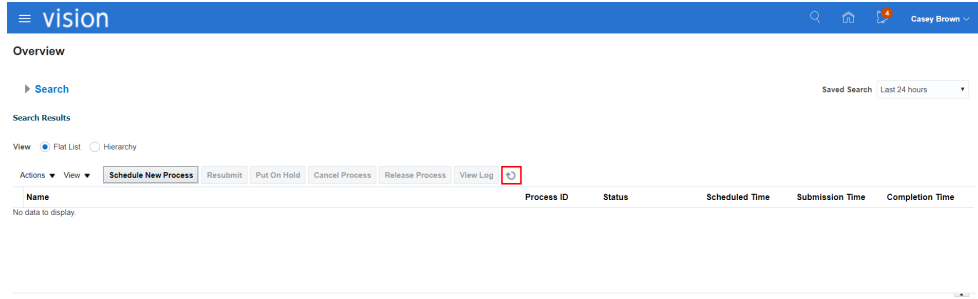 vision
4
Casey Brown
Overview
Search
Saved Search Last 24 hours
Search Results
View Flat List Hierarchy
Actions View Schedule New Process Resubmit Put On Hold Cancel Process Release Process View Log
Name Process ID Status Scheduled Time Submission Time Completion Time
No data to display.